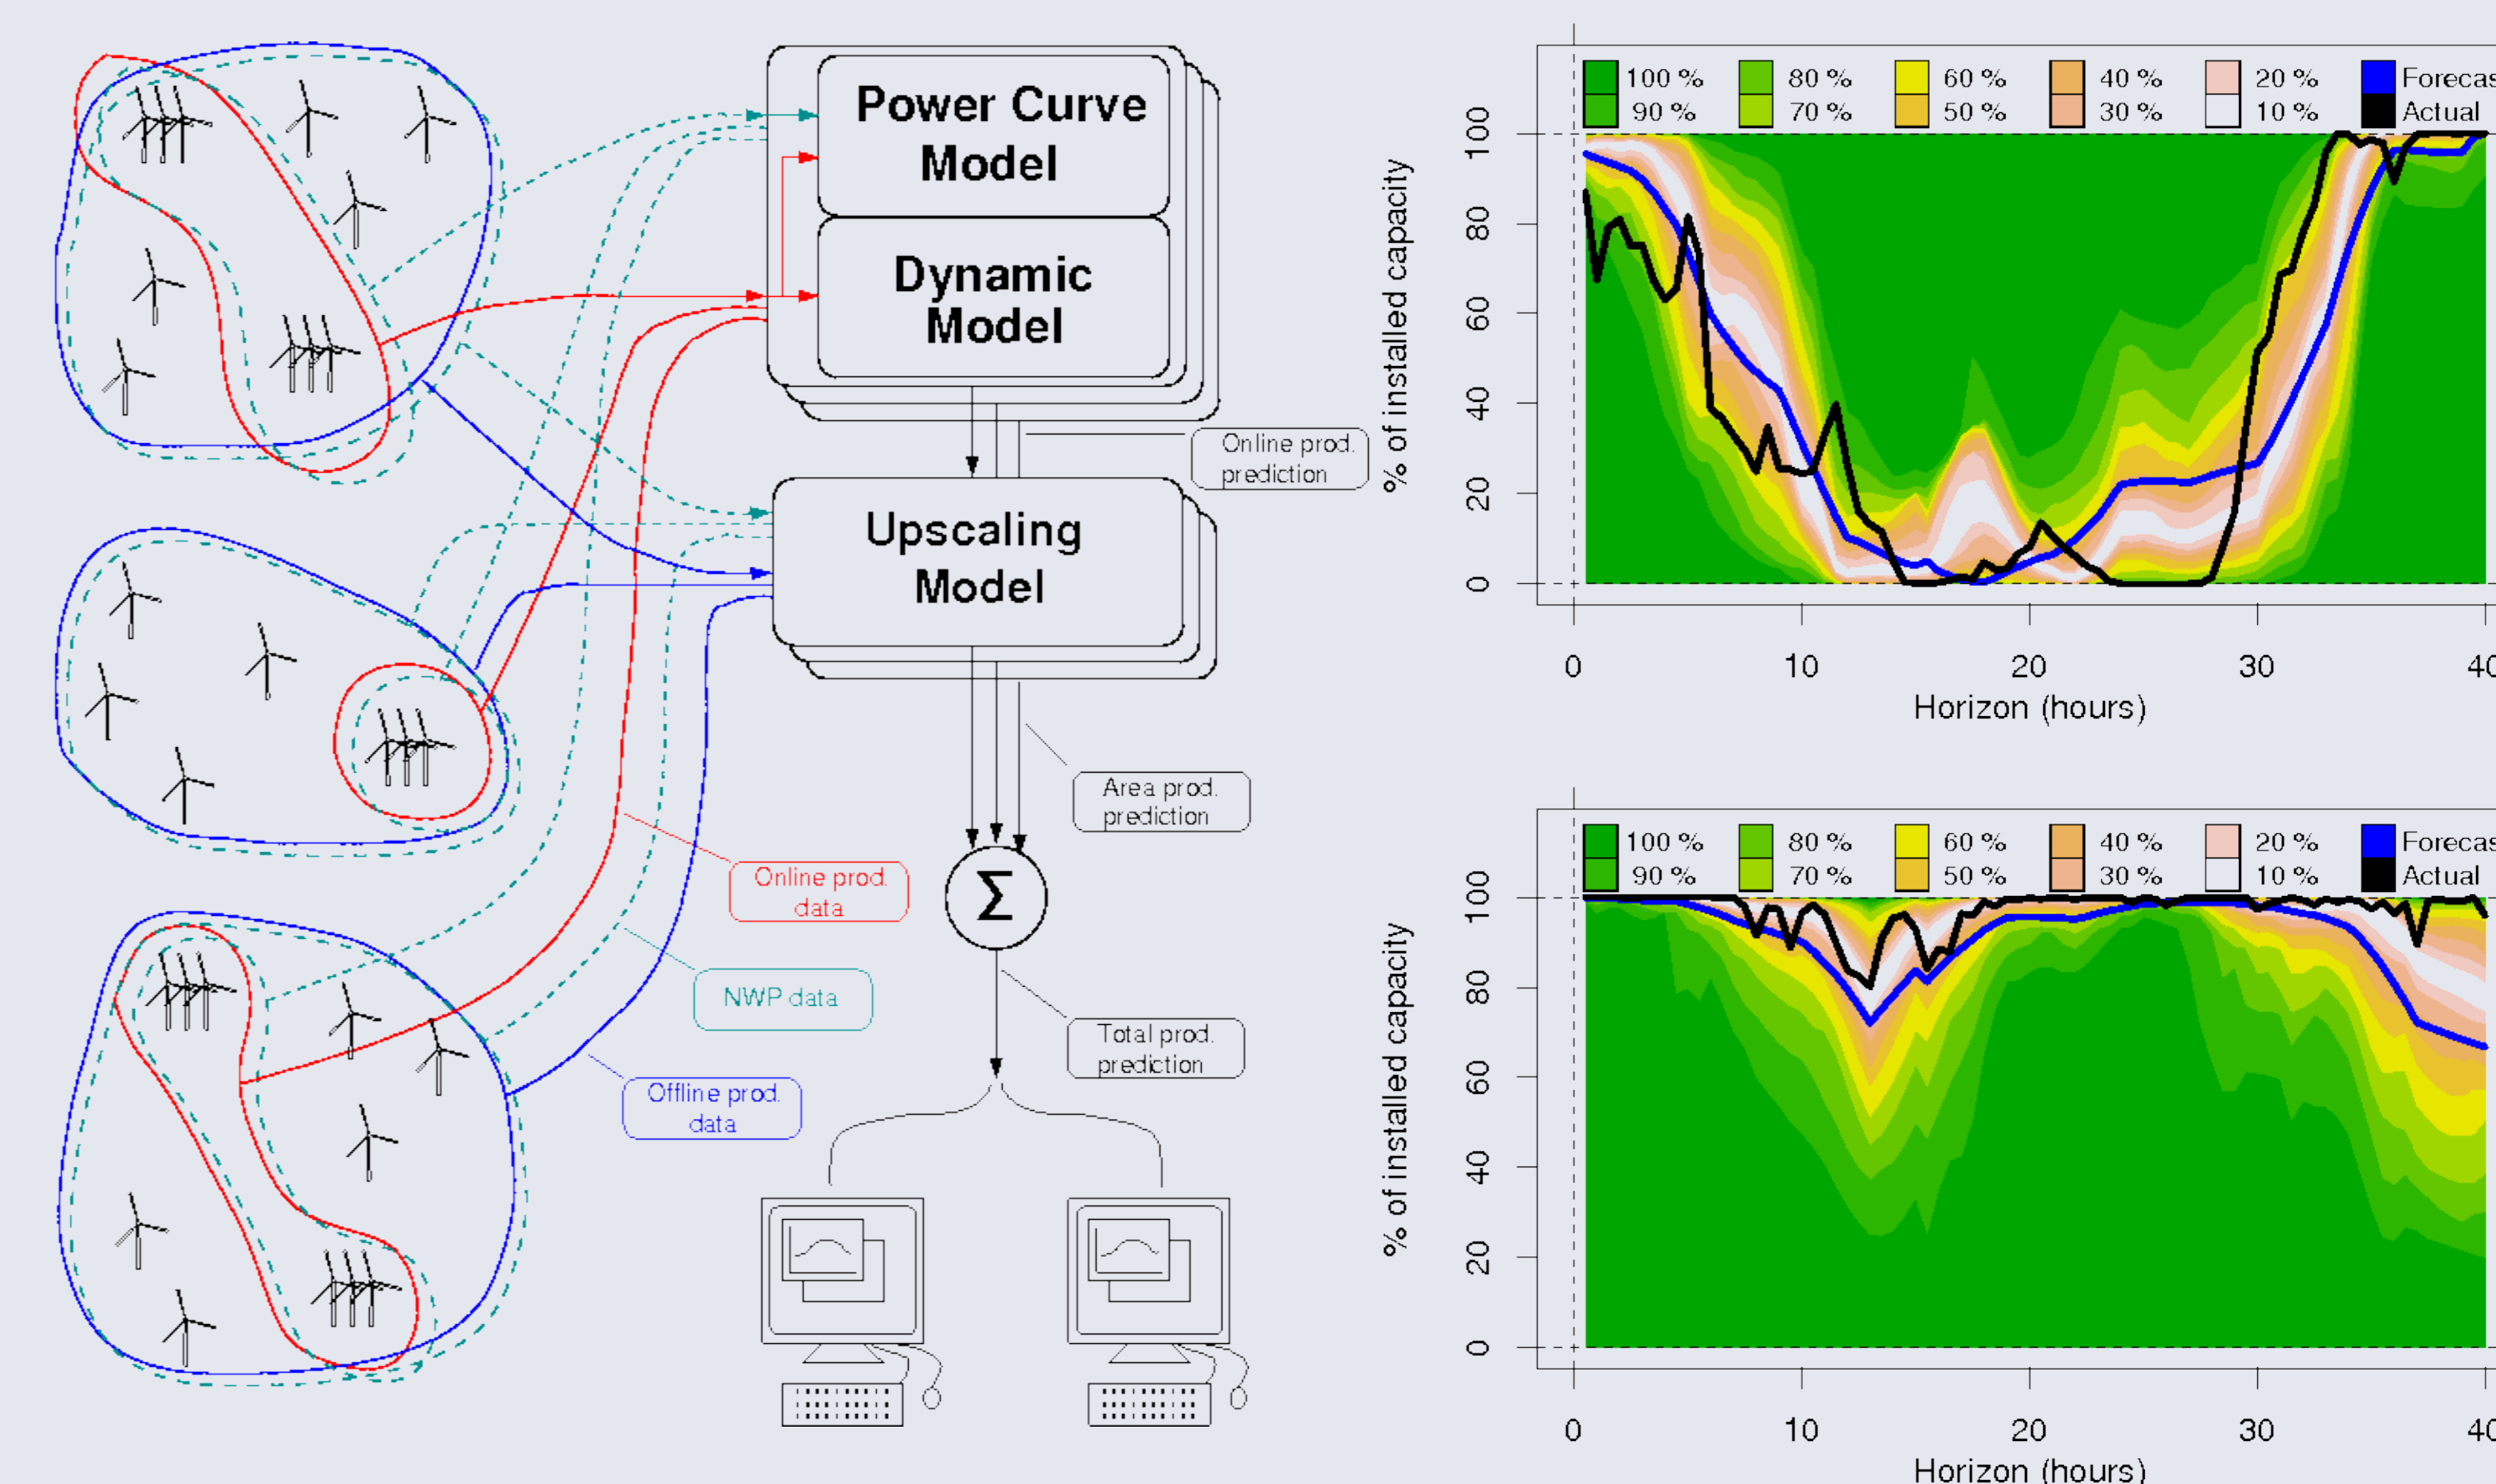 Power Curve
Model
Dynamic
Model
Online prod.
prediction
Upscaling
Model
Area prod.
prediction
Online prod.
data
Σ
NWP data
Total prod.
prediction
Offline prod.
data
100 % 80 % 60 % 40 % 20 % Forecas
90 % 70 % 50 % 30 % 10 % Actual
% of installed capacity
100
80
60
40
20
0
0 10 20 30 40
Horizon (hours)
100 % 80 % 60 % 40 % 20 % Forecas
90 % 70 % 50 % 30 % 10 % Actual
% of installed capacity
100
80
60
40
20
0
0 10 20 30 40
Horizon (hours)